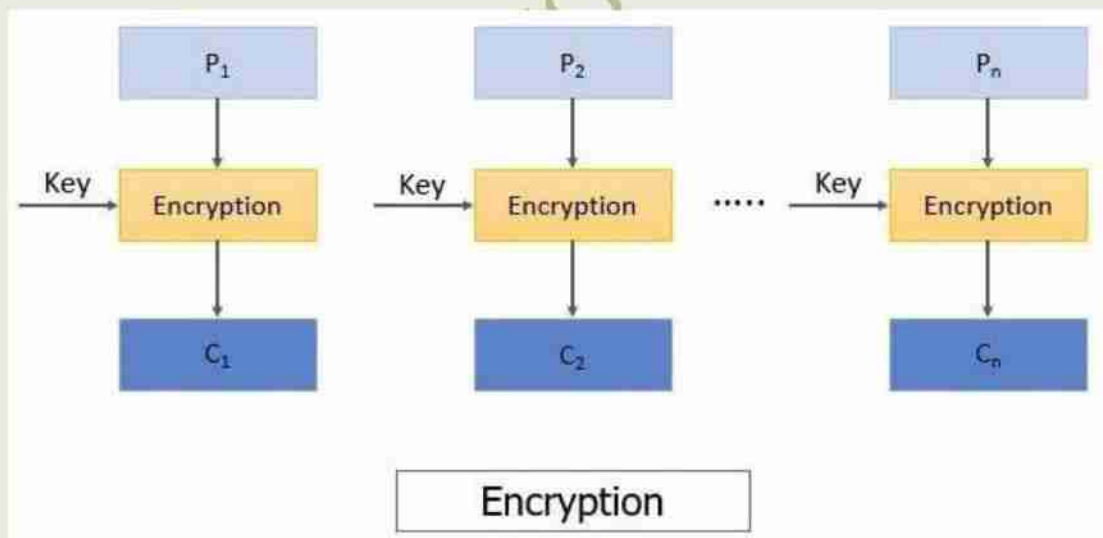 P₁ P₂ Pₙ
Key Encryption Key Encryption ..... Key Encryption
C₁ C₂ Cₙ
Encryption